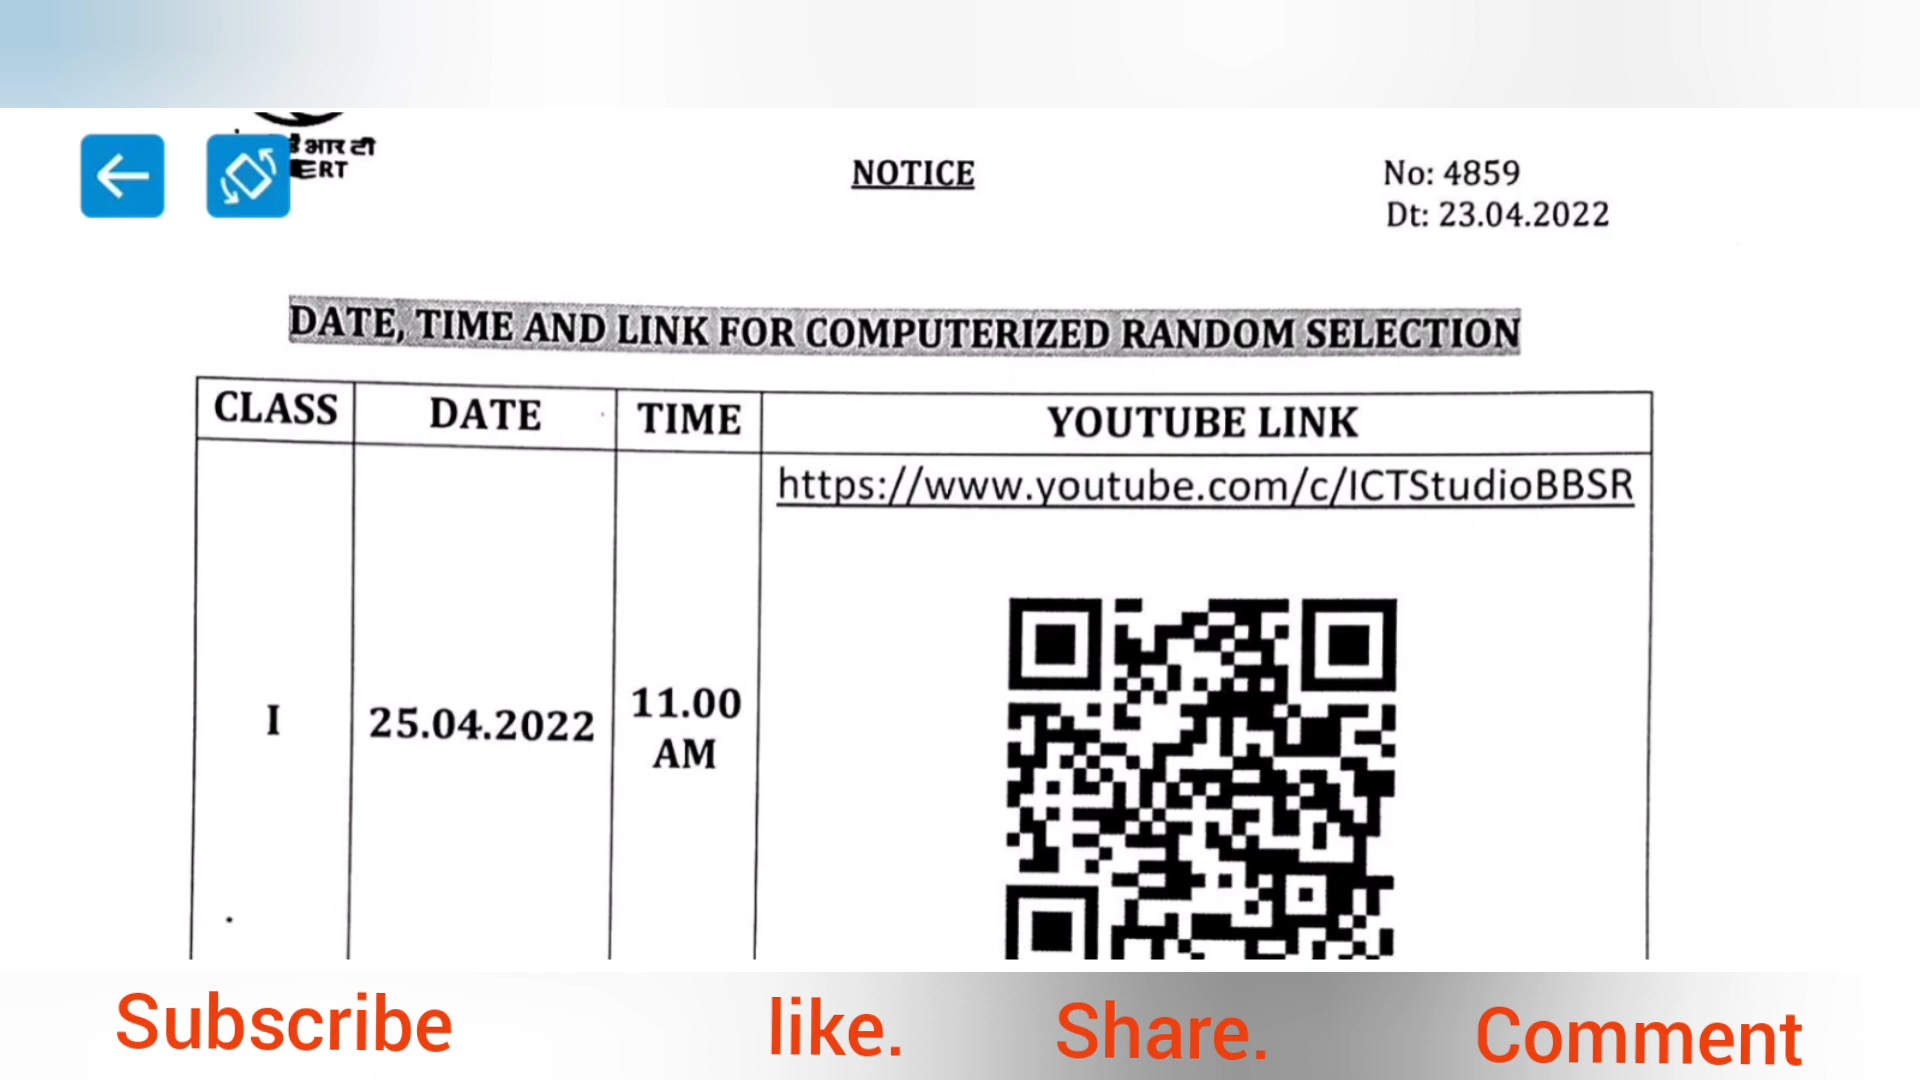 आर टी
ERT
NOTICE
No: 4859
Dt: 23.04.2022
DATE, TIME AND LINK FOR COMPUTERIZED RANDOM SELECTION
CLASS DATE TIME YOUTUBE LINK
https://www.youtube.com/c/ICTStudioBBSR
I 25.04.2022 11.00
AM
Subscribe like. Share. Comment